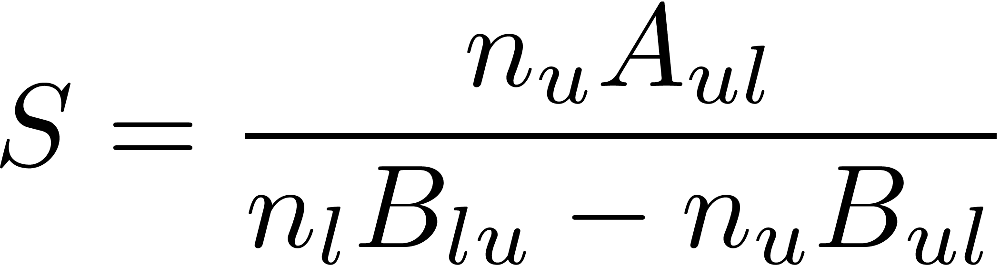 S = \frac{n_u A_{ul}}{n_l B_{lu} - n_u B_{ul}}